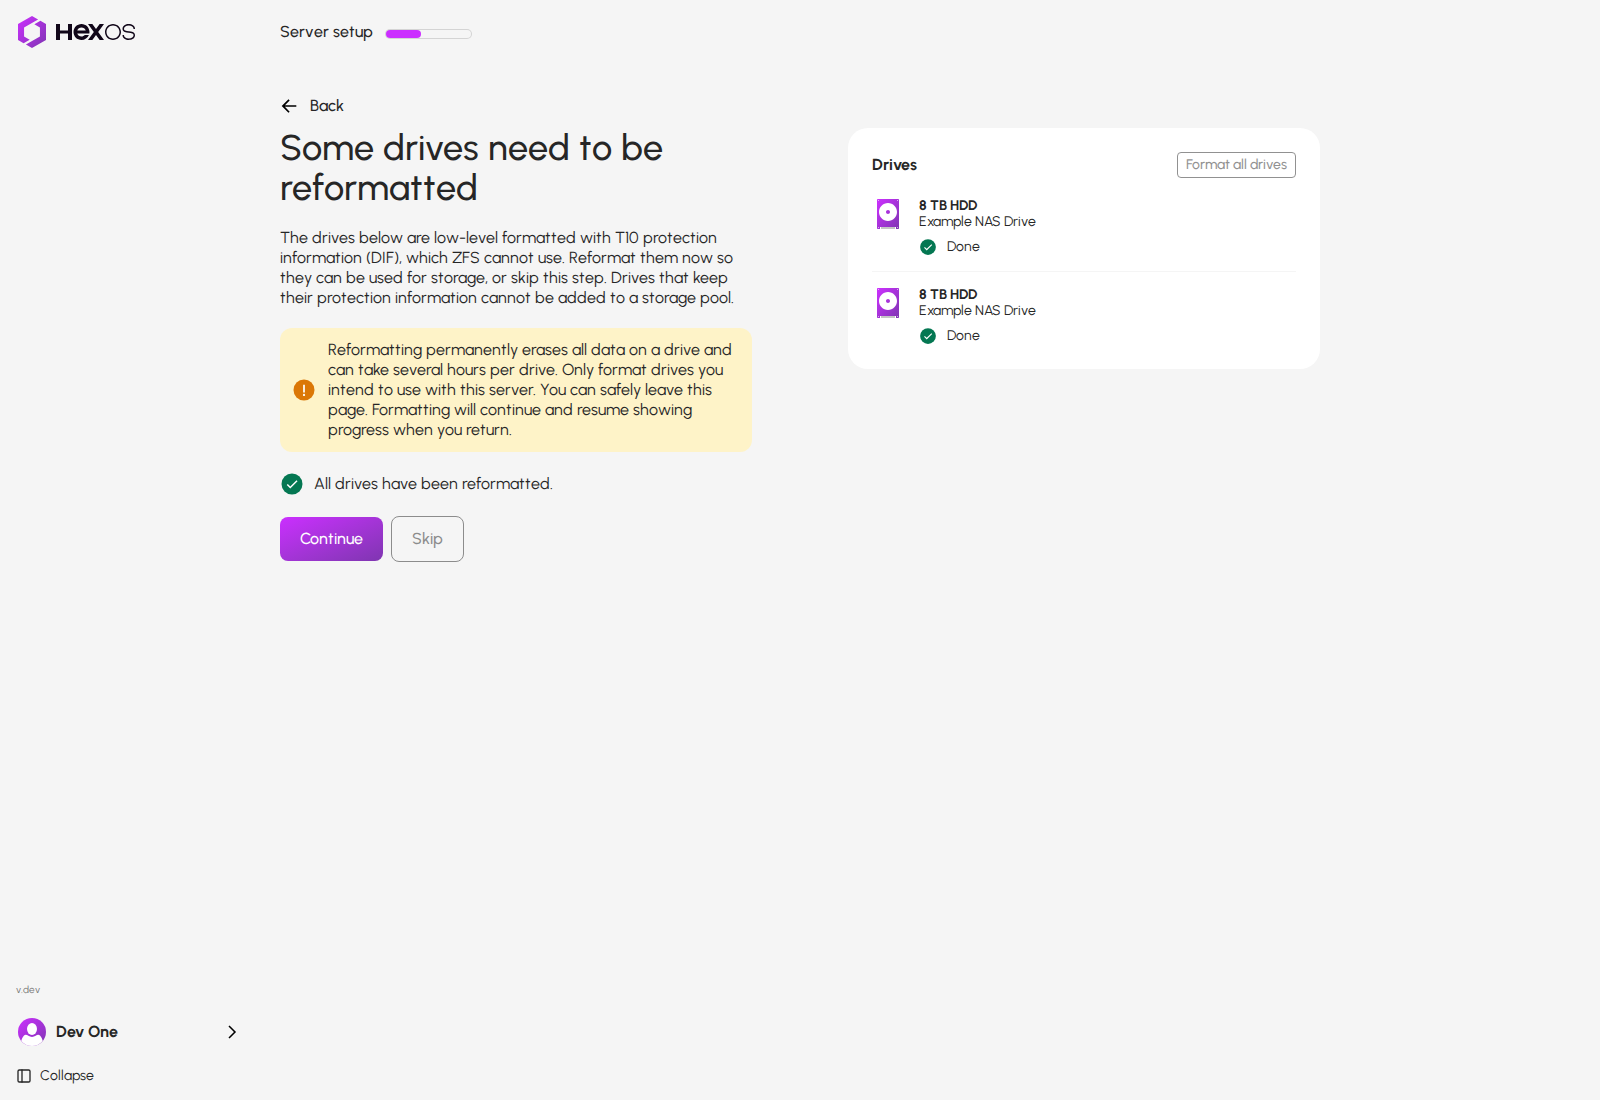 HexOS
Server setup
Back
Some drives need to be
reformatted
The drives below are low-level formatted with T10 protection
information (DIF), which ZFS cannot use. Reformat them now so
they can be used for storage, or skip this step. Drives that keep
their protection information cannot be added to a storage pool.
Reformatting permanently erases all data on a drive and
can take several hours per drive. Only format drives you
intend to use with this server. You can safely leave this
page. Formatting will continue and resume showing
progress when you return.
All drives have been reformatted.
Continue
Skip
Drives
Format all drives
8 TB HDD
Example NAS Drive
Done
8 TB HDD
Example NAS Drive
Done
v.dev
Dev One
Collapse